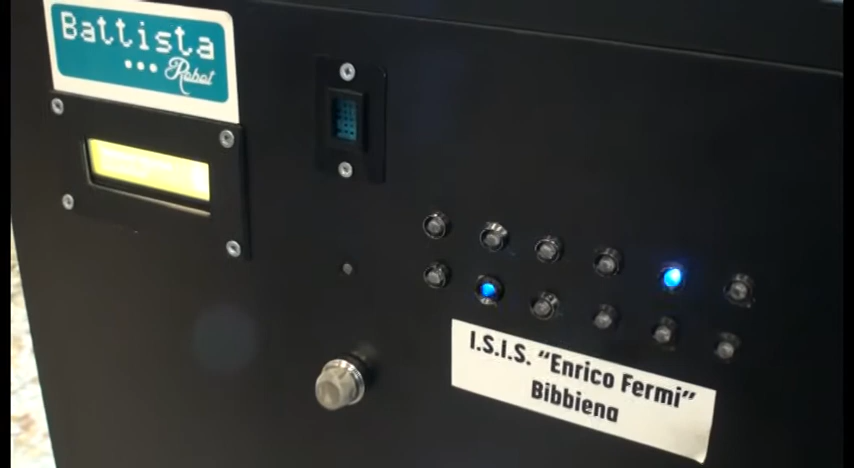 Battista
Robot
I.S.I.S. "Enrico Fermi"
Bibbiena